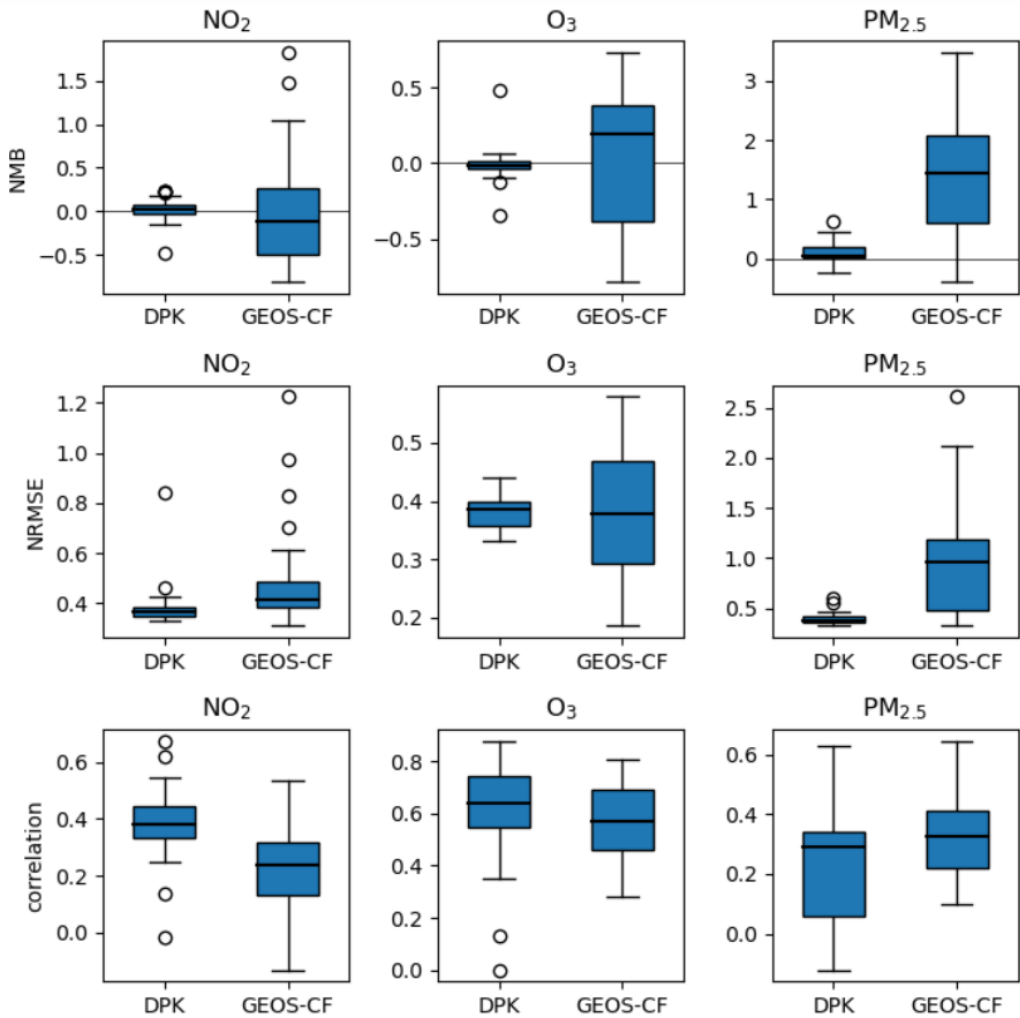 NO₂ O₃ PM₂.₅
NMB
1.5
1.0
0.5
0.0
−0.5
DPK GEOS-CF
0.5
0.0
−0.5
DPK GEOS-CF
3
2
1
0
DPK GEOS-CF
NO₂ O₃ PM₂.₅
NRMSE
1.2
1.0
0.8
0.6
0.4
DPK GEOS-CF
0.5
0.4
0.3
0.2
DPK GEOS-CF
2.5
2.0
1.5
1.0
0.5
DPK GEOS-CF
NO₂ O₃ PM₂.₅
correlation
0.6
0.4
0.2
0.0
DPK GEOS-CF
0.8
0.6
0.4
0.2
0.0
DPK GEOS-CF
0.6
0.4
0.2
0.0
DPK GEOS-CF